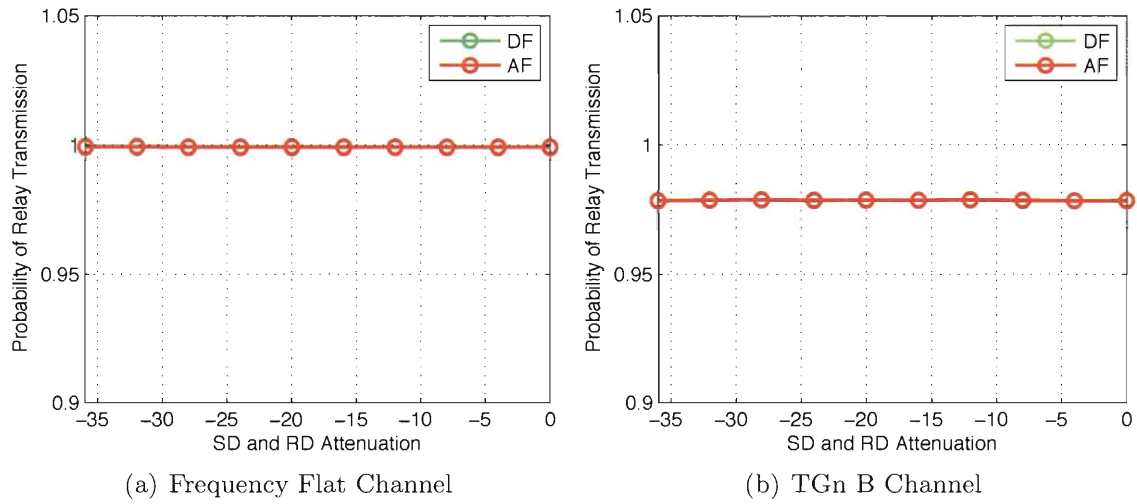 1.05
1
0.95
0.9
Probability of Relay Transmission
DF
AF
−35 −30 −25 −20 −15 −10 −5 0
SD and RD Attenuation
(a) Frequency Flat Channel
1.05
1
0.95
0.9
Probability of Relay Transmission
DF
AF
−35 −30 −25 −20 −15 −10 −5 0
SD and RD Attenuation
(b) TGn B Channel